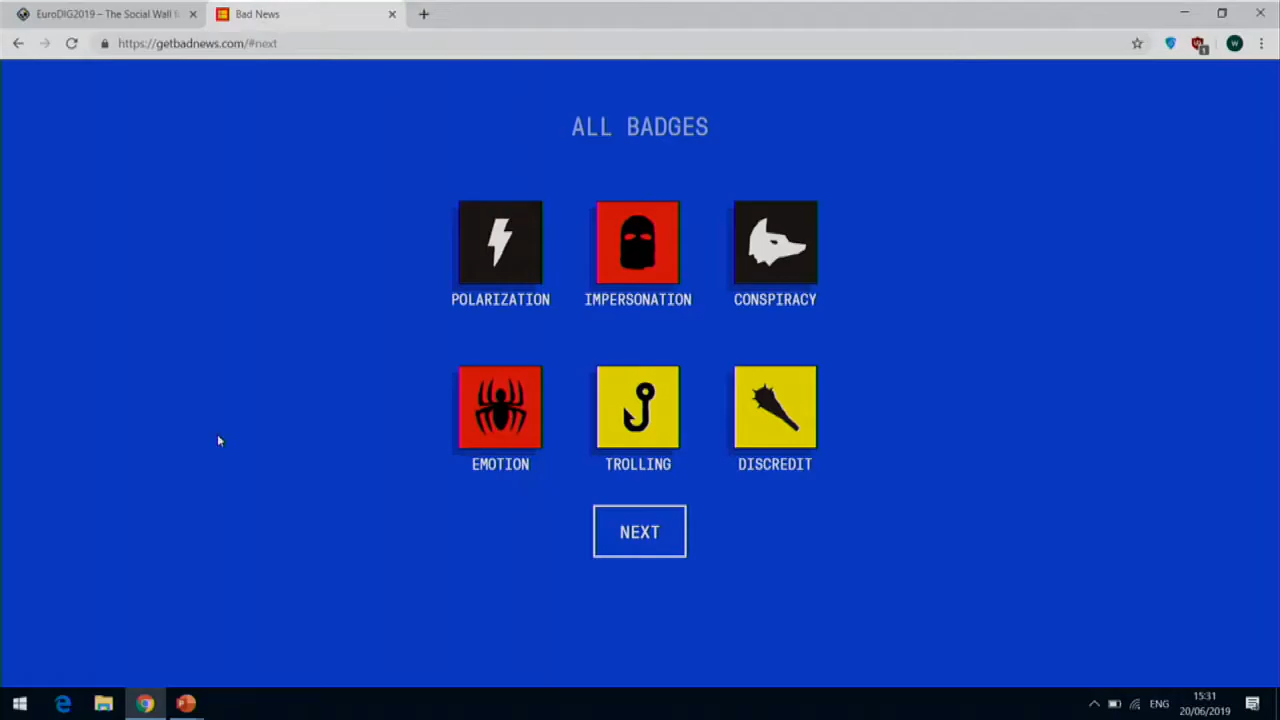 EuroDIG2019 – The Social Wall
Bad News
https://getbadnews.com/#next
1
W
ALL BADGES
POLARIZATION
IMPERSONATION
CONSPIRACY
EMOTION
TROLLING
DISCREDIT
NEXT
ENG
15:31
20/06/2019